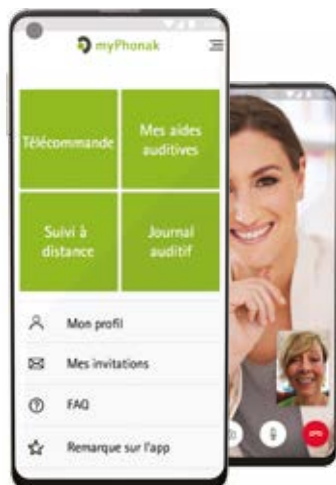 myPhonak
Télécommande
Mes aides
auditives
Suivi à
distance
Journal
auditif
Mon profil
Mes invitations
FAQ
Remarque sur l'app